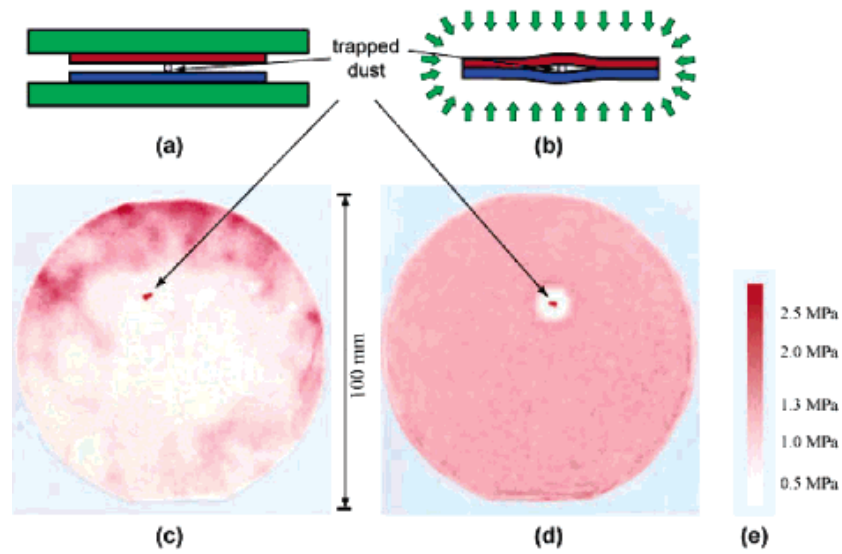 trapped
dust
(a)
(b)
100 mm
2.5 MPa
2.0 MPa
1.3 MPa
1.0 MPa
0.5 MPa
(c)
(d)
(e)